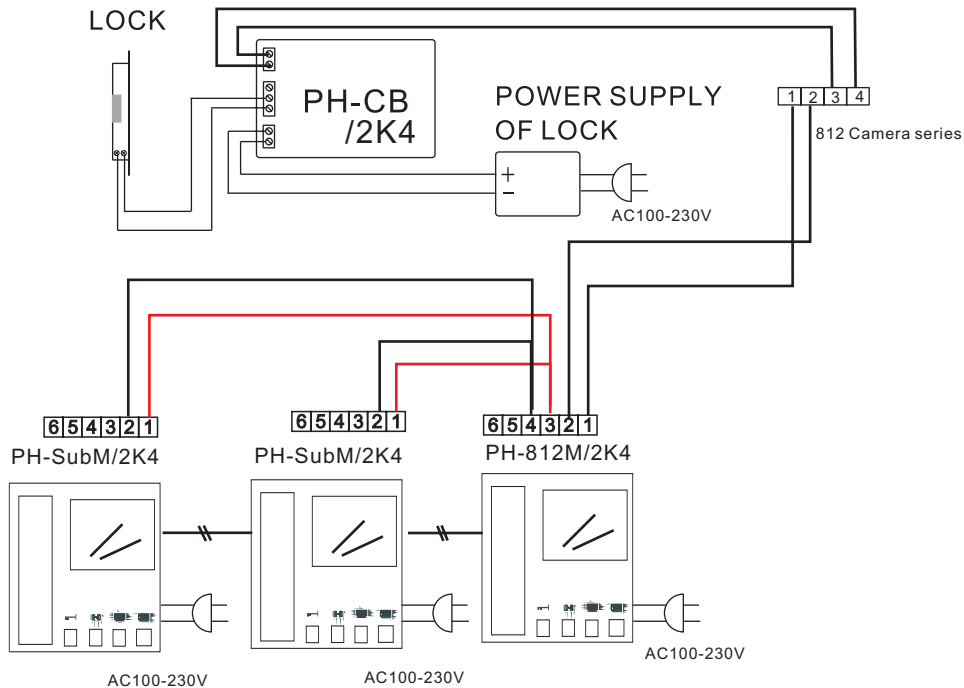 LOCK
PH-CB
/2K4
POWER SUPPLY
OF LOCK
+
−
AC100-230V
1 2 3 4
812 Camera series
6 5 4 3 2 1
PH-SubM/2K4
6 5 4 3 2 1
PH-SubM/2K4
6 5 4 3 2 1
PH-812M/2K4
AC100-230V
AC100-230V
AC100-230V